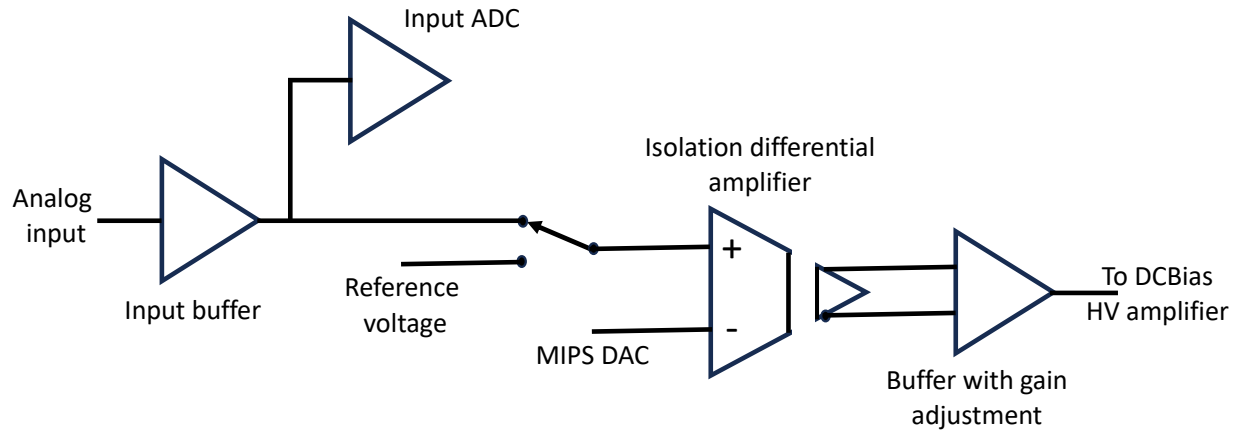 Input ADC
Isolation differential
amplifier
Analog
input
+
To DCBias
HV amplifier
Reference
voltage
Input buffer
-
MIPS DAC
Buffer with gain
adjustment